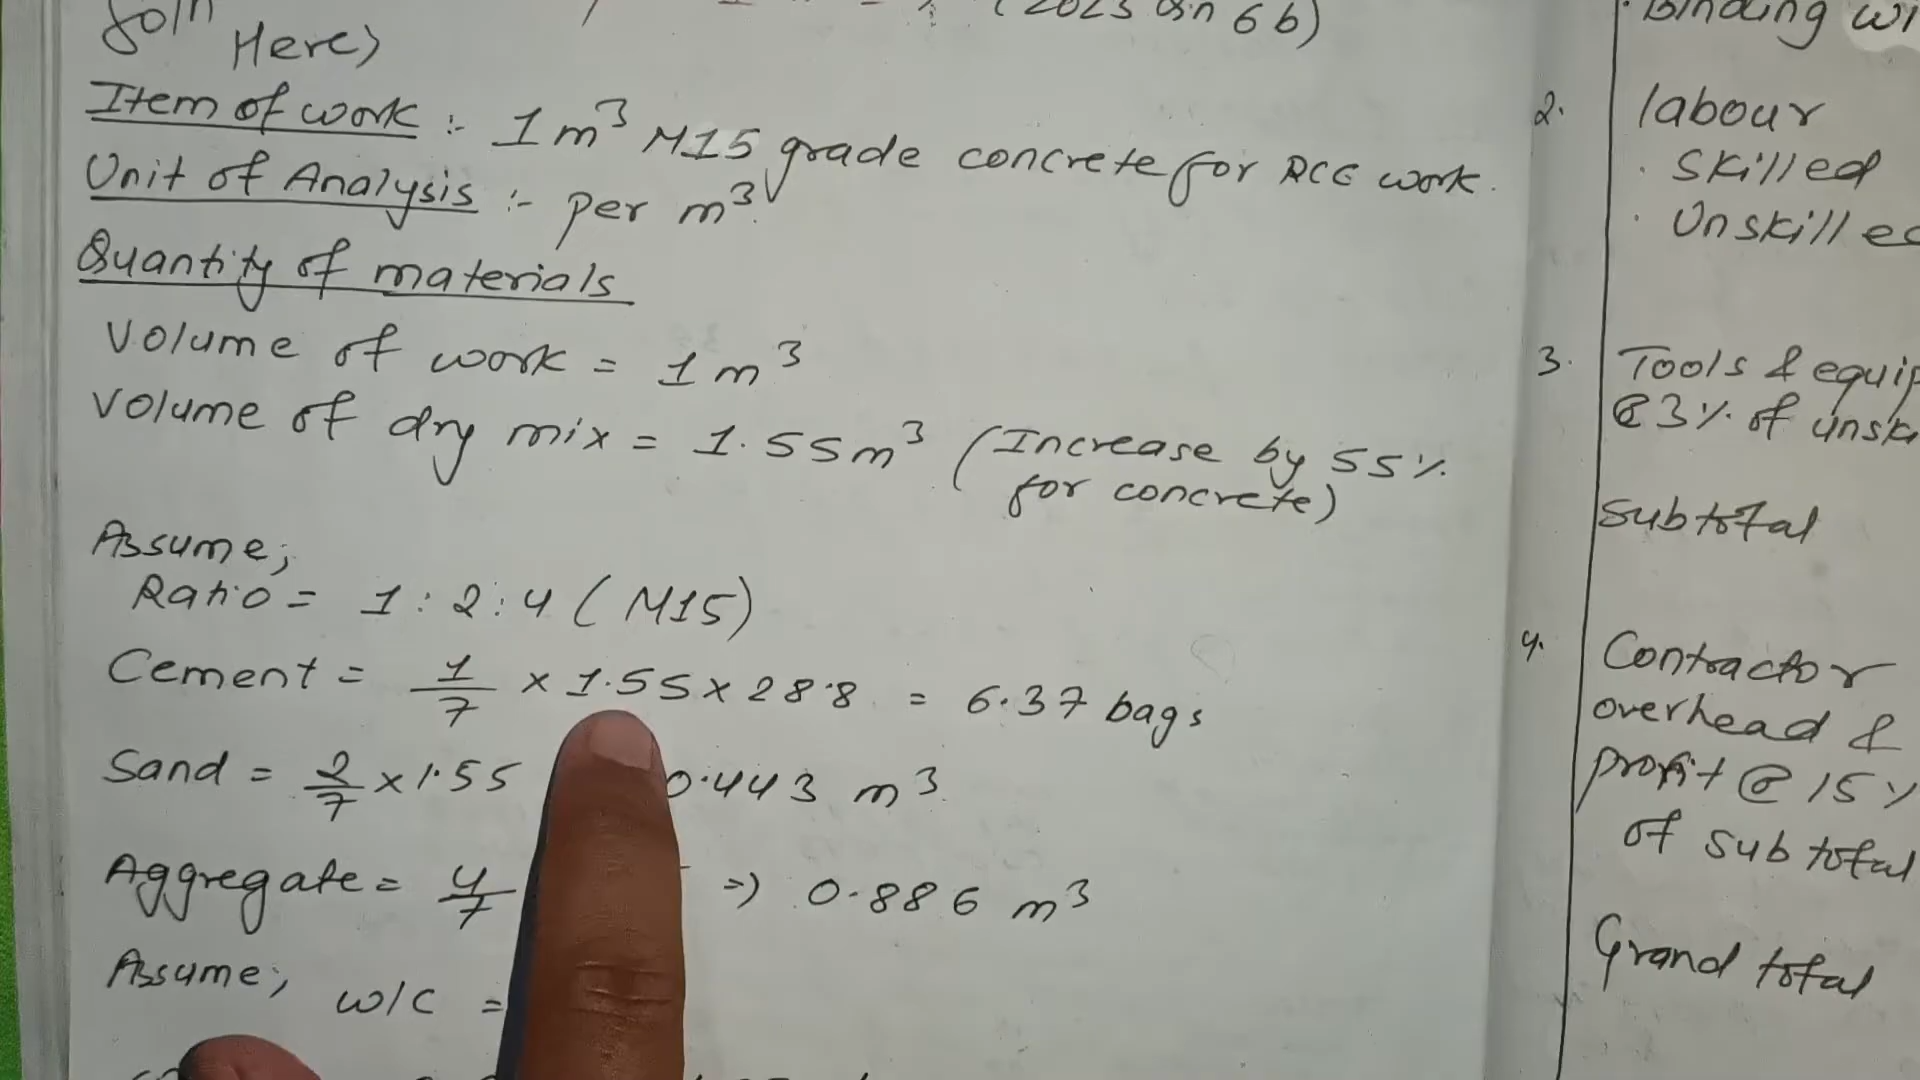 Soln Here,
(2023 Qn 6b)
Item of work :- 1m³ M15 grade concrete for RCC work.
Unit of Analysis :- per m³
Quantity of materials
Volume of work = 1m³
Volume of dry mix = 1.55m³ (Increase by 55% for concrete)
Assume;
Ratio = 1:2:4 (M15)
Cement = 1/7 × 1.55 × 28.8 = 6.37 bags
Sand = 2/7 × 1.55 0.443 m³
Aggregate = 4/7 => 0.886 m³
Assume; w/c =
Binding wi
2. labour
· Skilled
· Unskilled
3. Tools & equip
@3% of unsk
Subtotal
4. Contractor
overhead &
profit @ 15%
of subtotal
Grand total